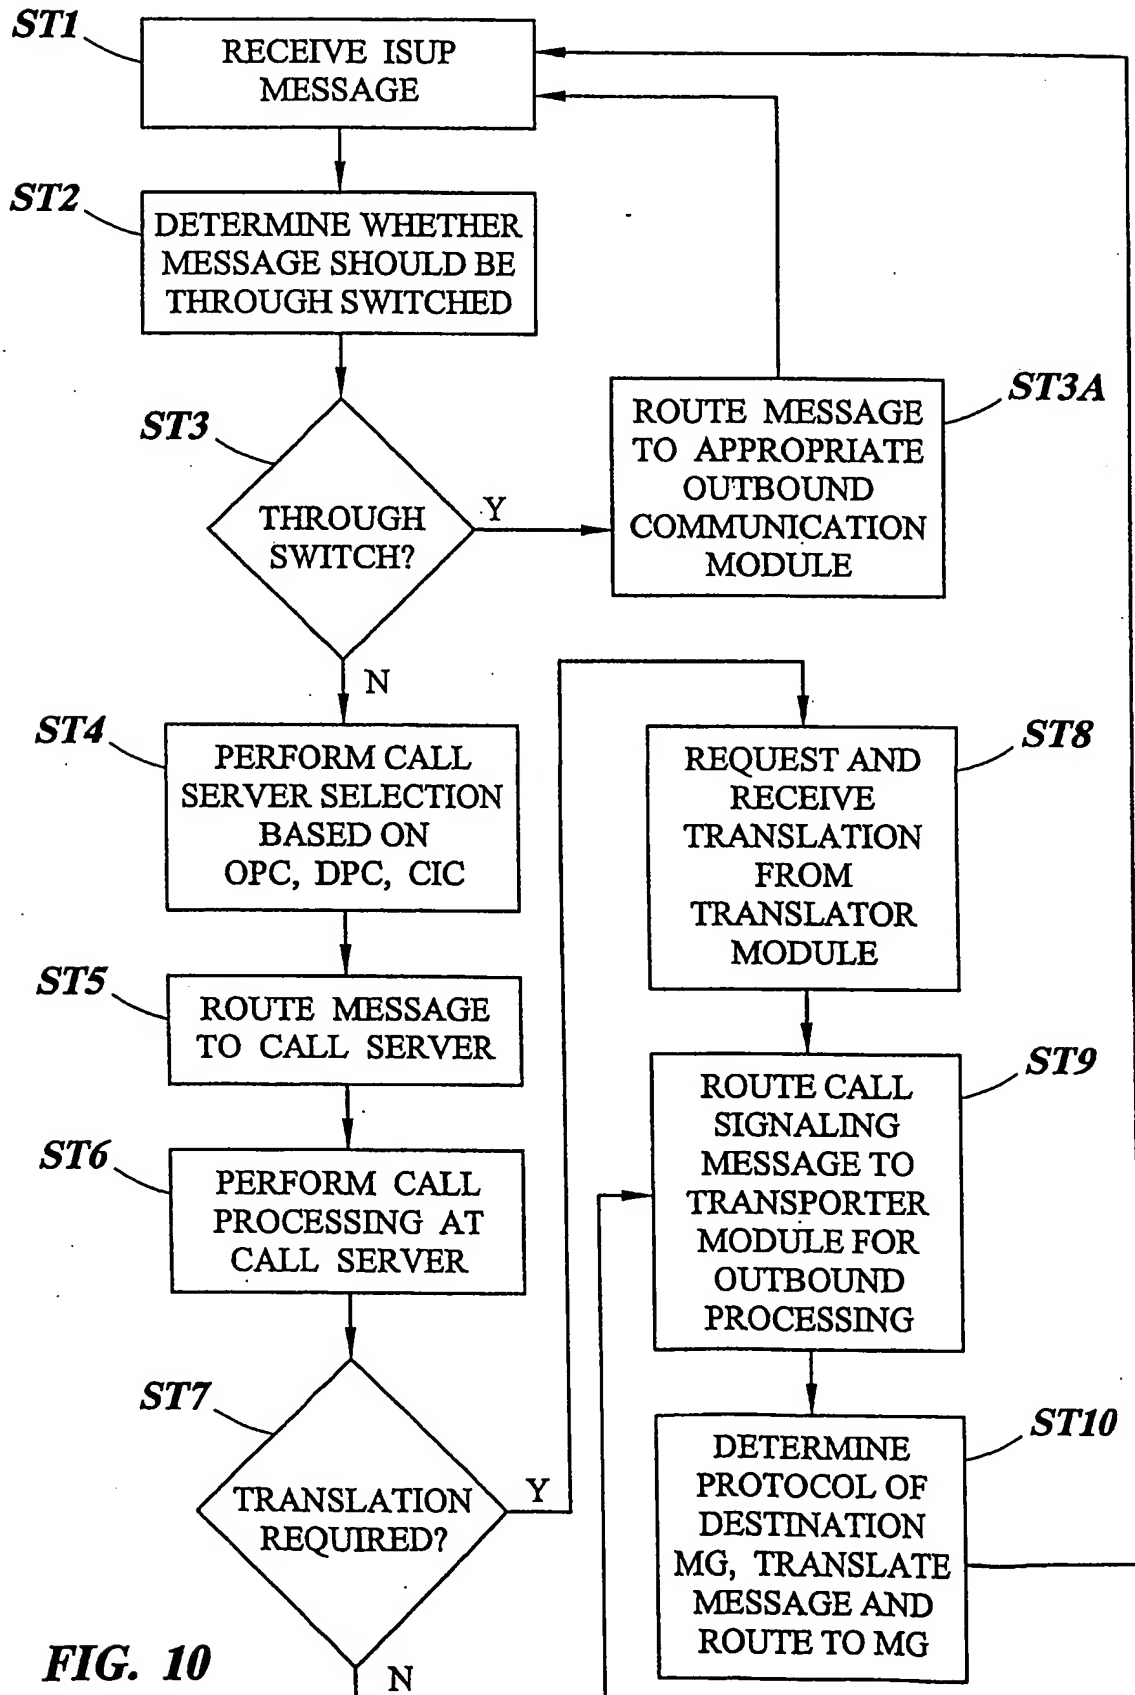 ST1
RECEIVE ISUP
MESSAGE
ST2
DETERMINE WHETHER
MESSAGE SHOULD BE
THROUGH SWITCHED
ST3
THROUGH
SWITCH?
Y
N
ST3A
ROUTE MESSAGE
TO APPROPRIATE
OUTBOUND
COMMUNICATION
MODULE
ST4
PERFORM CALL
SERVER SELECTION
BASED ON
OPC, DPC, CIC
ST5
ROUTE MESSAGE
TO CALL SERVER
ST6
PERFORM CALL
PROCESSING AT
CALL SERVER
ST7
TRANSLATION
REQUIRED?
Y
N
ST8
REQUEST AND
RECEIVE
TRANSLATION
FROM
TRANSLATOR
MODULE
ST9
ROUTE CALL
SIGNALING
MESSAGE TO
TRANSPORTER
MODULE FOR
OUTBOUND
PROCESSING
ST10
DETERMINE
PROTOCOL OF
DESTINATION
MG, TRANSLATE
MESSAGE AND
ROUTE TO MG
FIG. 10